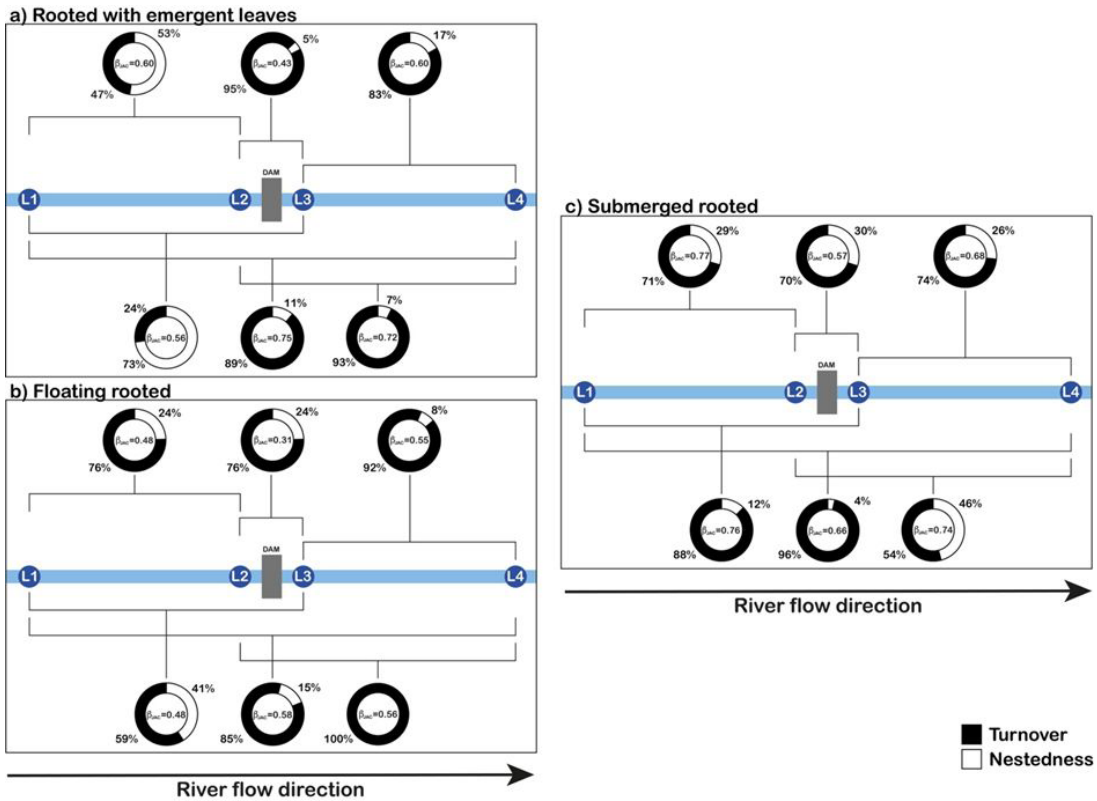 a) Rooted with emergent leaves
53%
5%
17%
βJAC=0.60
βJAC=0.43
βJAC=0.60
47%
95%
83%
DAM
L1
L2
L3
L4
24%
11%
7%
βJAC=0.56
βJAC=0.75
βJAC=0.72
73%
89%
93%
b) Floating rooted
24%
24%
8%
βJAC=0.48
βJAC=0.31
βJAC=0.55
76%
76%
92%
DAM
L1
L2
L3
L4
41%
15%
βJAC=0.48
βJAC=0.58
βJAC=0.56
59%
85%
100%
River flow direction
c) Submerged rooted
29%
30%
26%
βJAC=0.77
βJAC=0.57
βJAC=0.68
71%
70%
74%
DAM
L1
L2
L3
L4
12%
4%
46%
βJAC=0.76
βJAC=0.66
βJAC=0.74
88%
96%
54%
River flow direction
Turnover
Nestedness